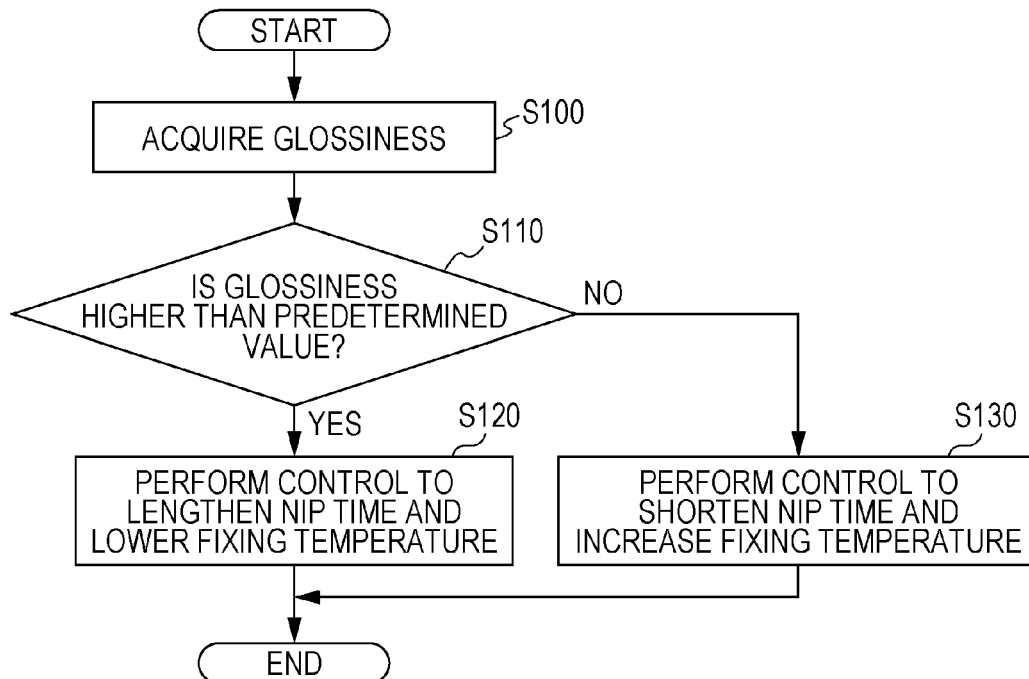 START
ACQUIRE GLOSSINESS
S100
S110
IS GLOSSINESS
HIGHER THAN PREDETERMINED
VALUE?
NO
YES
S120
PERFORM CONTROL TO
LENGTHEN NIP TIME AND
LOWER FIXING TEMPERATURE
S130
PERFORM CONTROL TO
SHORTEN NIP TIME AND
INCREASE FIXING TEMPERATURE
END